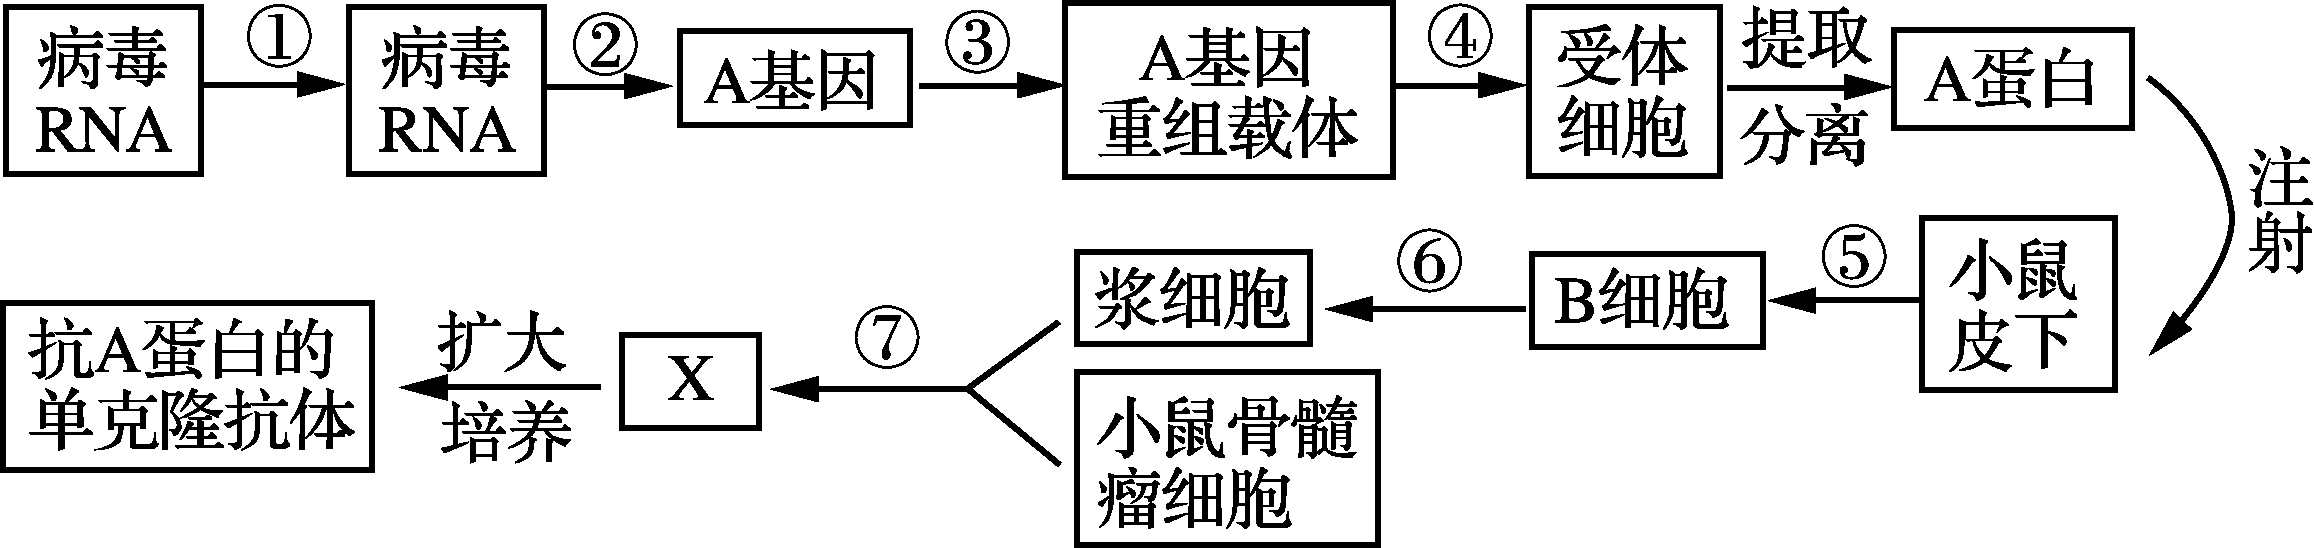 病毒
RNA
①
病毒
RNA
②
A基因
③
A基因
重组载体
④
受体
细胞
提取
分离
A蛋白
注
射
小鼠
皮下
⑤
B细胞
⑥
浆细胞
小鼠骨髓
瘤细胞
⑦
X
扩大
培养
抗A蛋白的
单克隆抗体